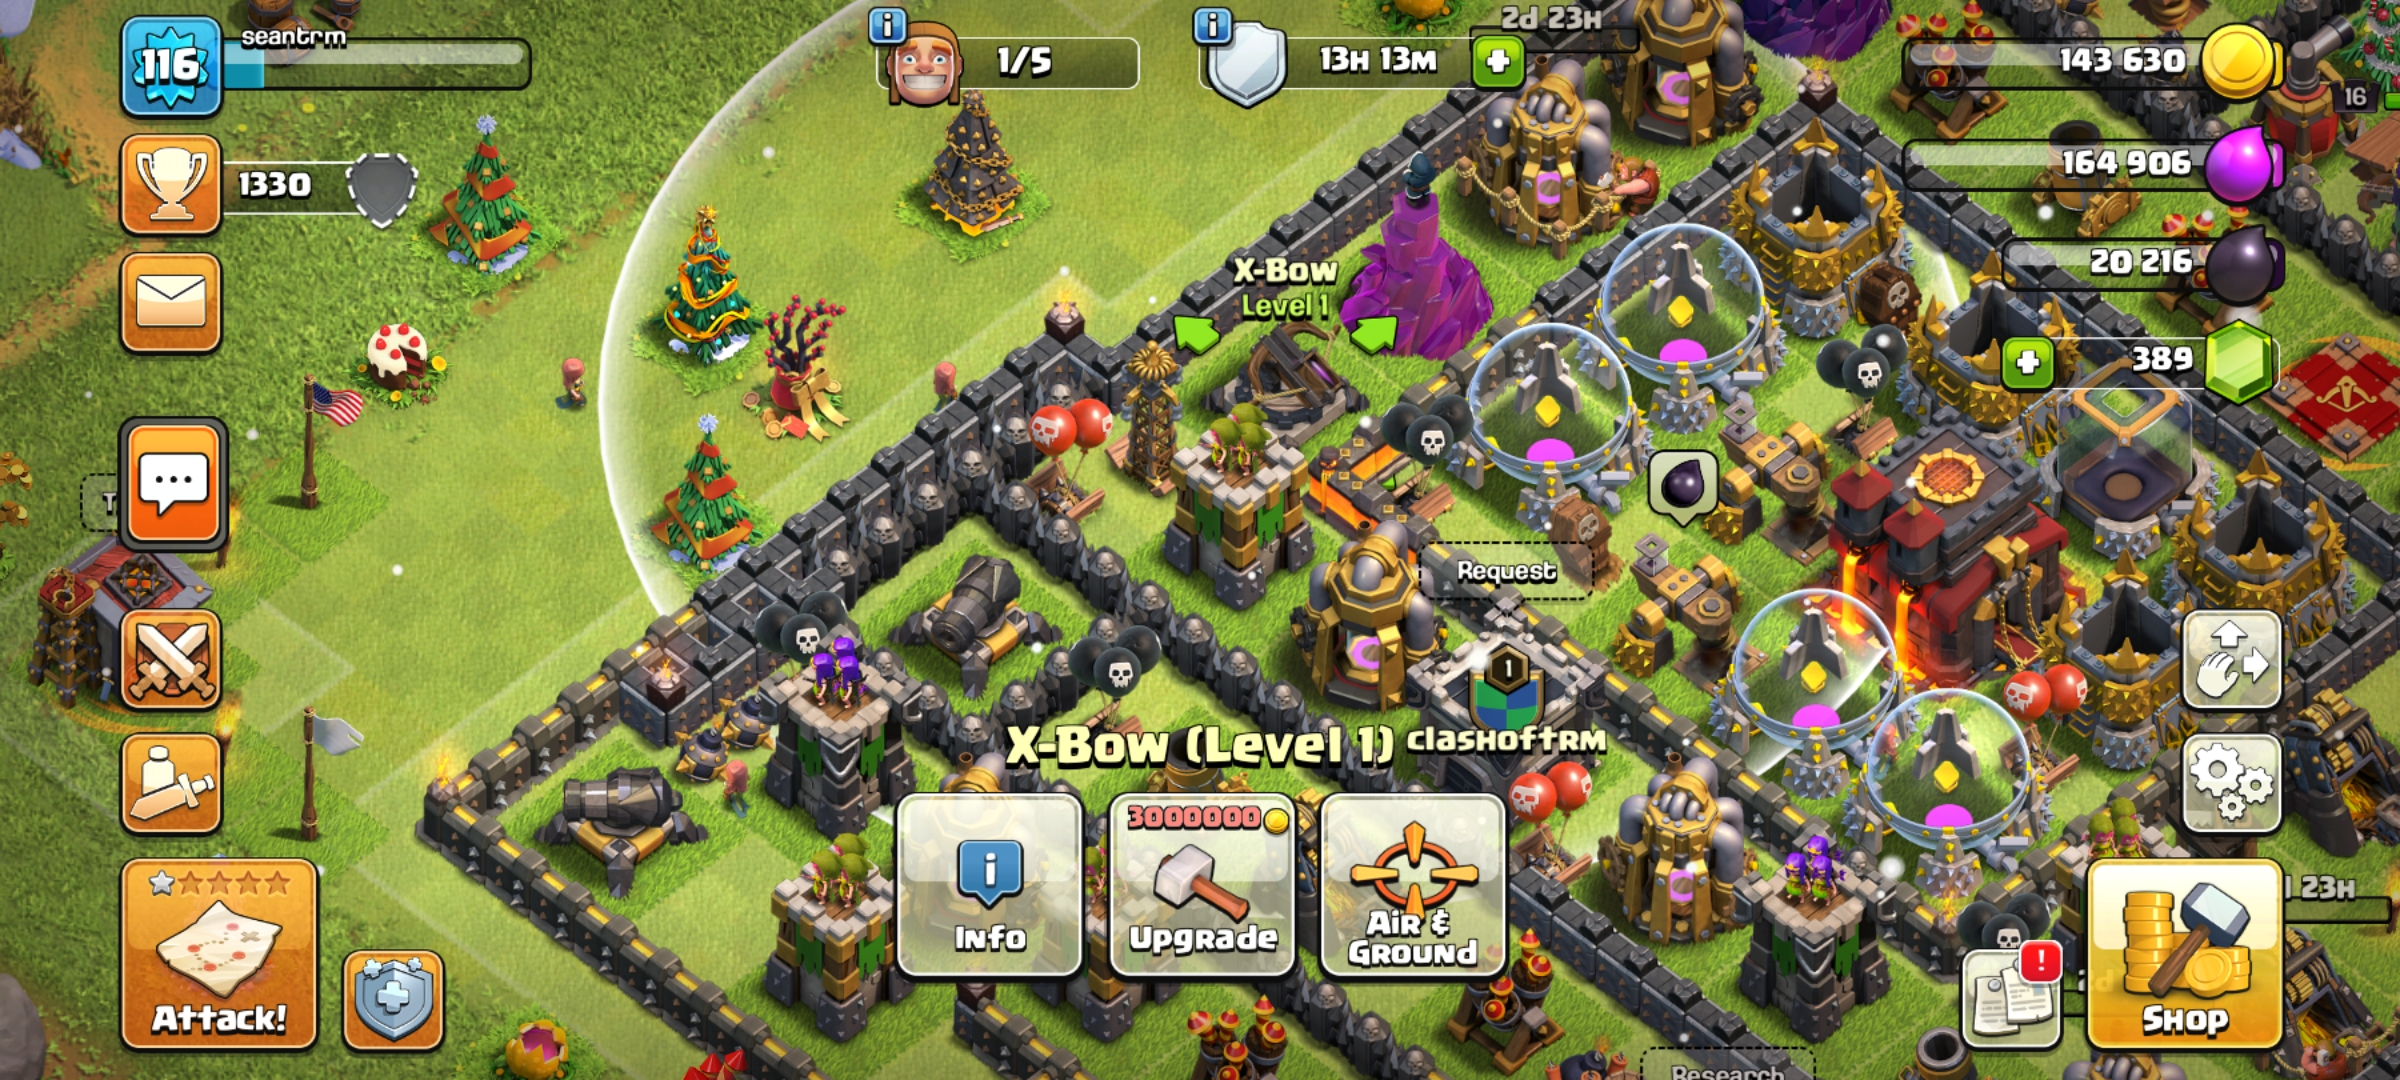 116
seantrm
1/5
13H 13M
2d 23H
143 630
16
1330
164 906
20 216
389
X-Bow
Level 1
Request
1
X-Bow (Level 1)
clashoftRM
Info
3000000
Upgrade
Air &
Ground
Attack!
23H
!
Shop
Research